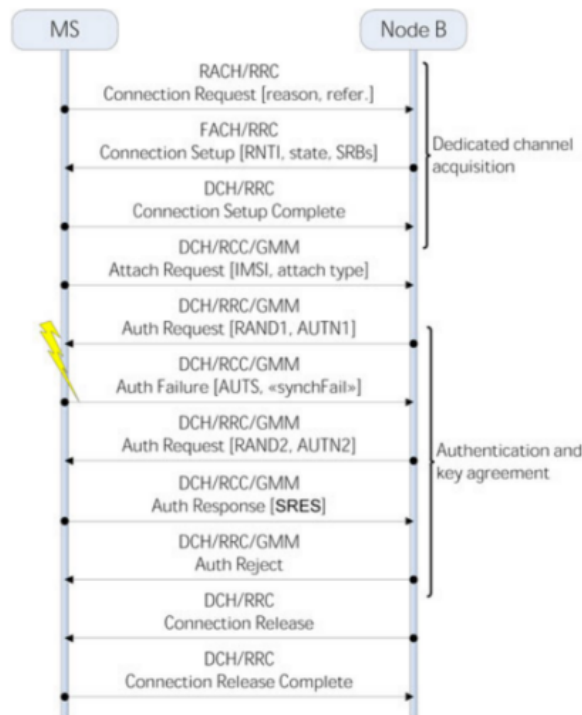 MS
Node B
RACH/RRC
Connection Request [reason, refer.]
FACH/RRC
Connection Setup [RNTI, state, SRBs]
Dedicated channel
acquisition
DCH/RRC
Connection Setup Complete
DCH/RCC/GMM
Attach Request [IMSI, attach type]
DCH/RRC/GMM
Auth Request [RAND1, AUTN1]
DCH/RCC/GMM
Auth Failure [AUTS, «synchFail»]
DCH/RRC/GMM
Auth Request [RAND2, AUTN2]
Authentication and
key agreement
DCH/RCC/GMM
Auth Response [SRES]
DCH/RRC/GMM
Auth Reject
DCH/RRC
Connection Release
DCH/RRC
Connection Release Complete